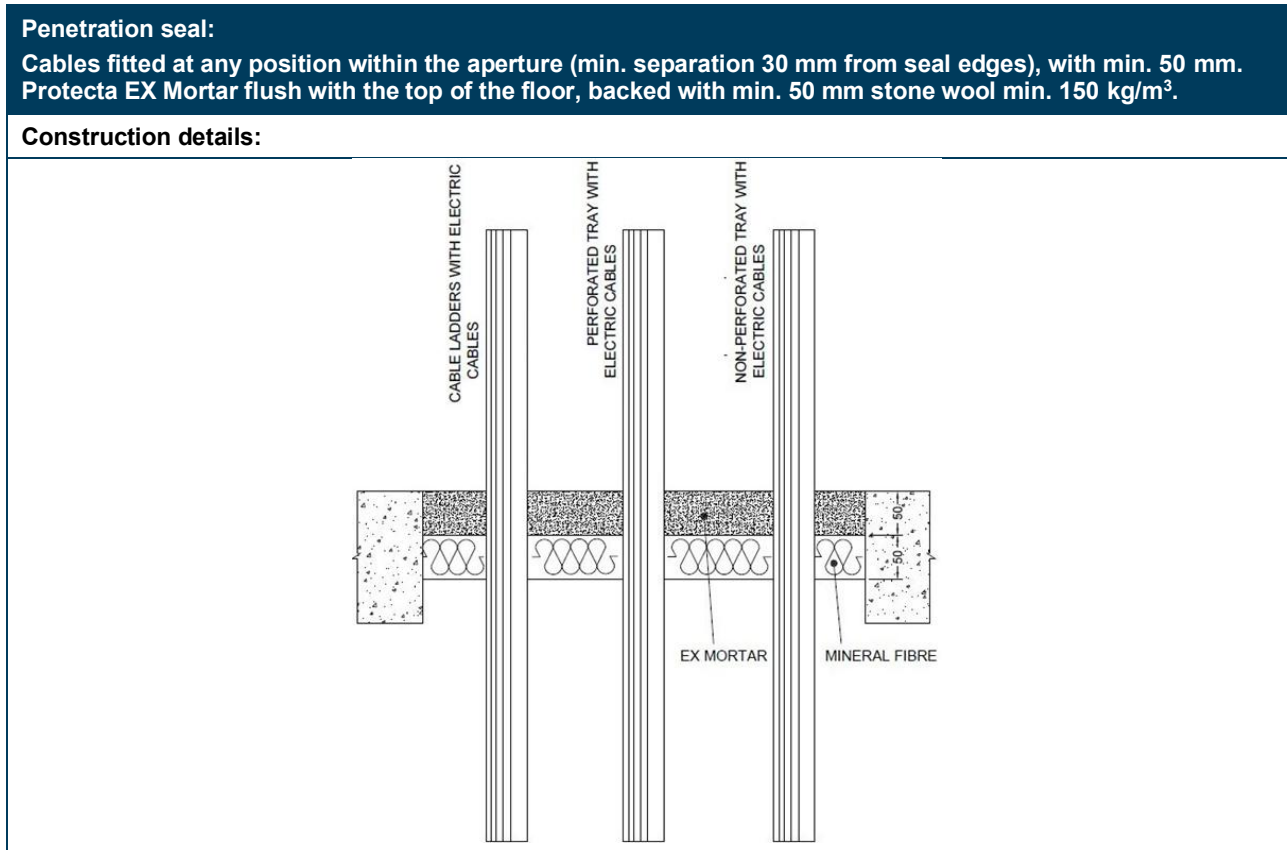 Penetration seal:
Cables fitted at any position within the aperture (min. separation 30 mm from seal edges), with min. 50 mm.
Protecta EX Mortar flush with the top of the floor, backed with min. 50 mm stone wool min. 150 kg/m³.
Construction details:
CABLE LADDERS WITH ELECTRIC
CABLES
PERFORATED TRAY WITH
ELECTRIC CABLES
NON-PERFORATED TRAY WITH
ELECTRIC CABLES
50
50
EX MORTAR
MINERAL FIBRE